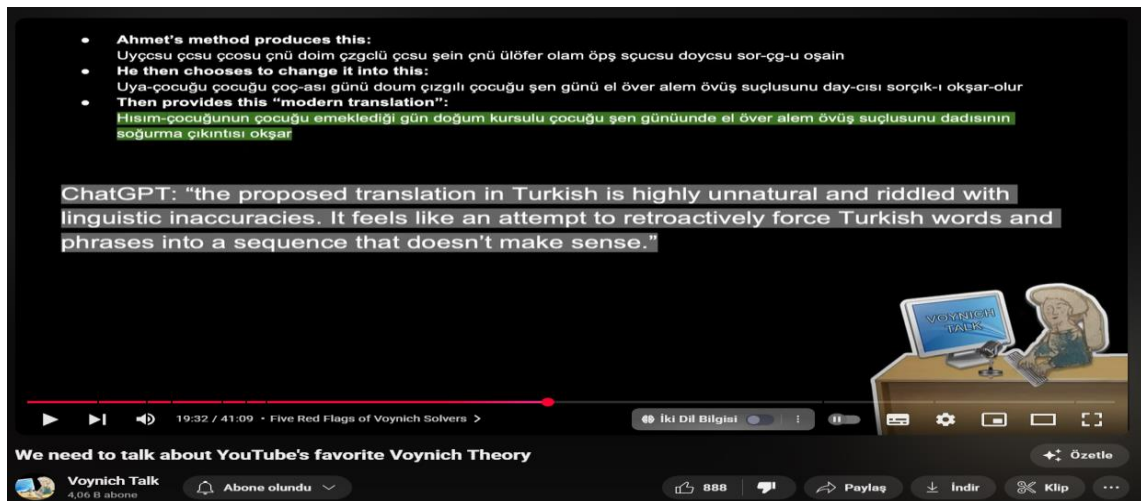 • Ahmet's method produces this:
Uyçcsu çcsu çcosu çnü doim çzgclü çcsu şein çnü ülöfer olam öpş sçucsu doycsu sor-çg-u oşain
• He then chooses to change it into this:
Uya-çocuğu çocuğu çoç-ası günü doum çızgılı çocuğu şen günü el över alem övüş suçlusunu day-cısı sorçık-ı okşar-olur
• Then provides this “modern translation”:
Hısım-çocuğunun çocuğu emeklediği gün doğum kursulu çocuğu şen günüunde el över alem övüş suçlusunu dadısının
soğurma çıkıntısı okşar
ChatGPT: “the proposed translation in Turkish is highly unnatural and riddled with
linguistic inaccuracies. It feels like an attempt to retroactively force Turkish words and
phrases into a sequence that doesn’t make sense.”
VOYNICH
TALK
19:32 / 41:09 • Five Red Flags of Voynich Solvers >
İki Dil Bilgisi
We need to talk about YouTube's favorite Voynich Theory
Özetle
Voynich Talk
4,06 B abone
Abone olundu
888
Paylaş
İndir
Klip